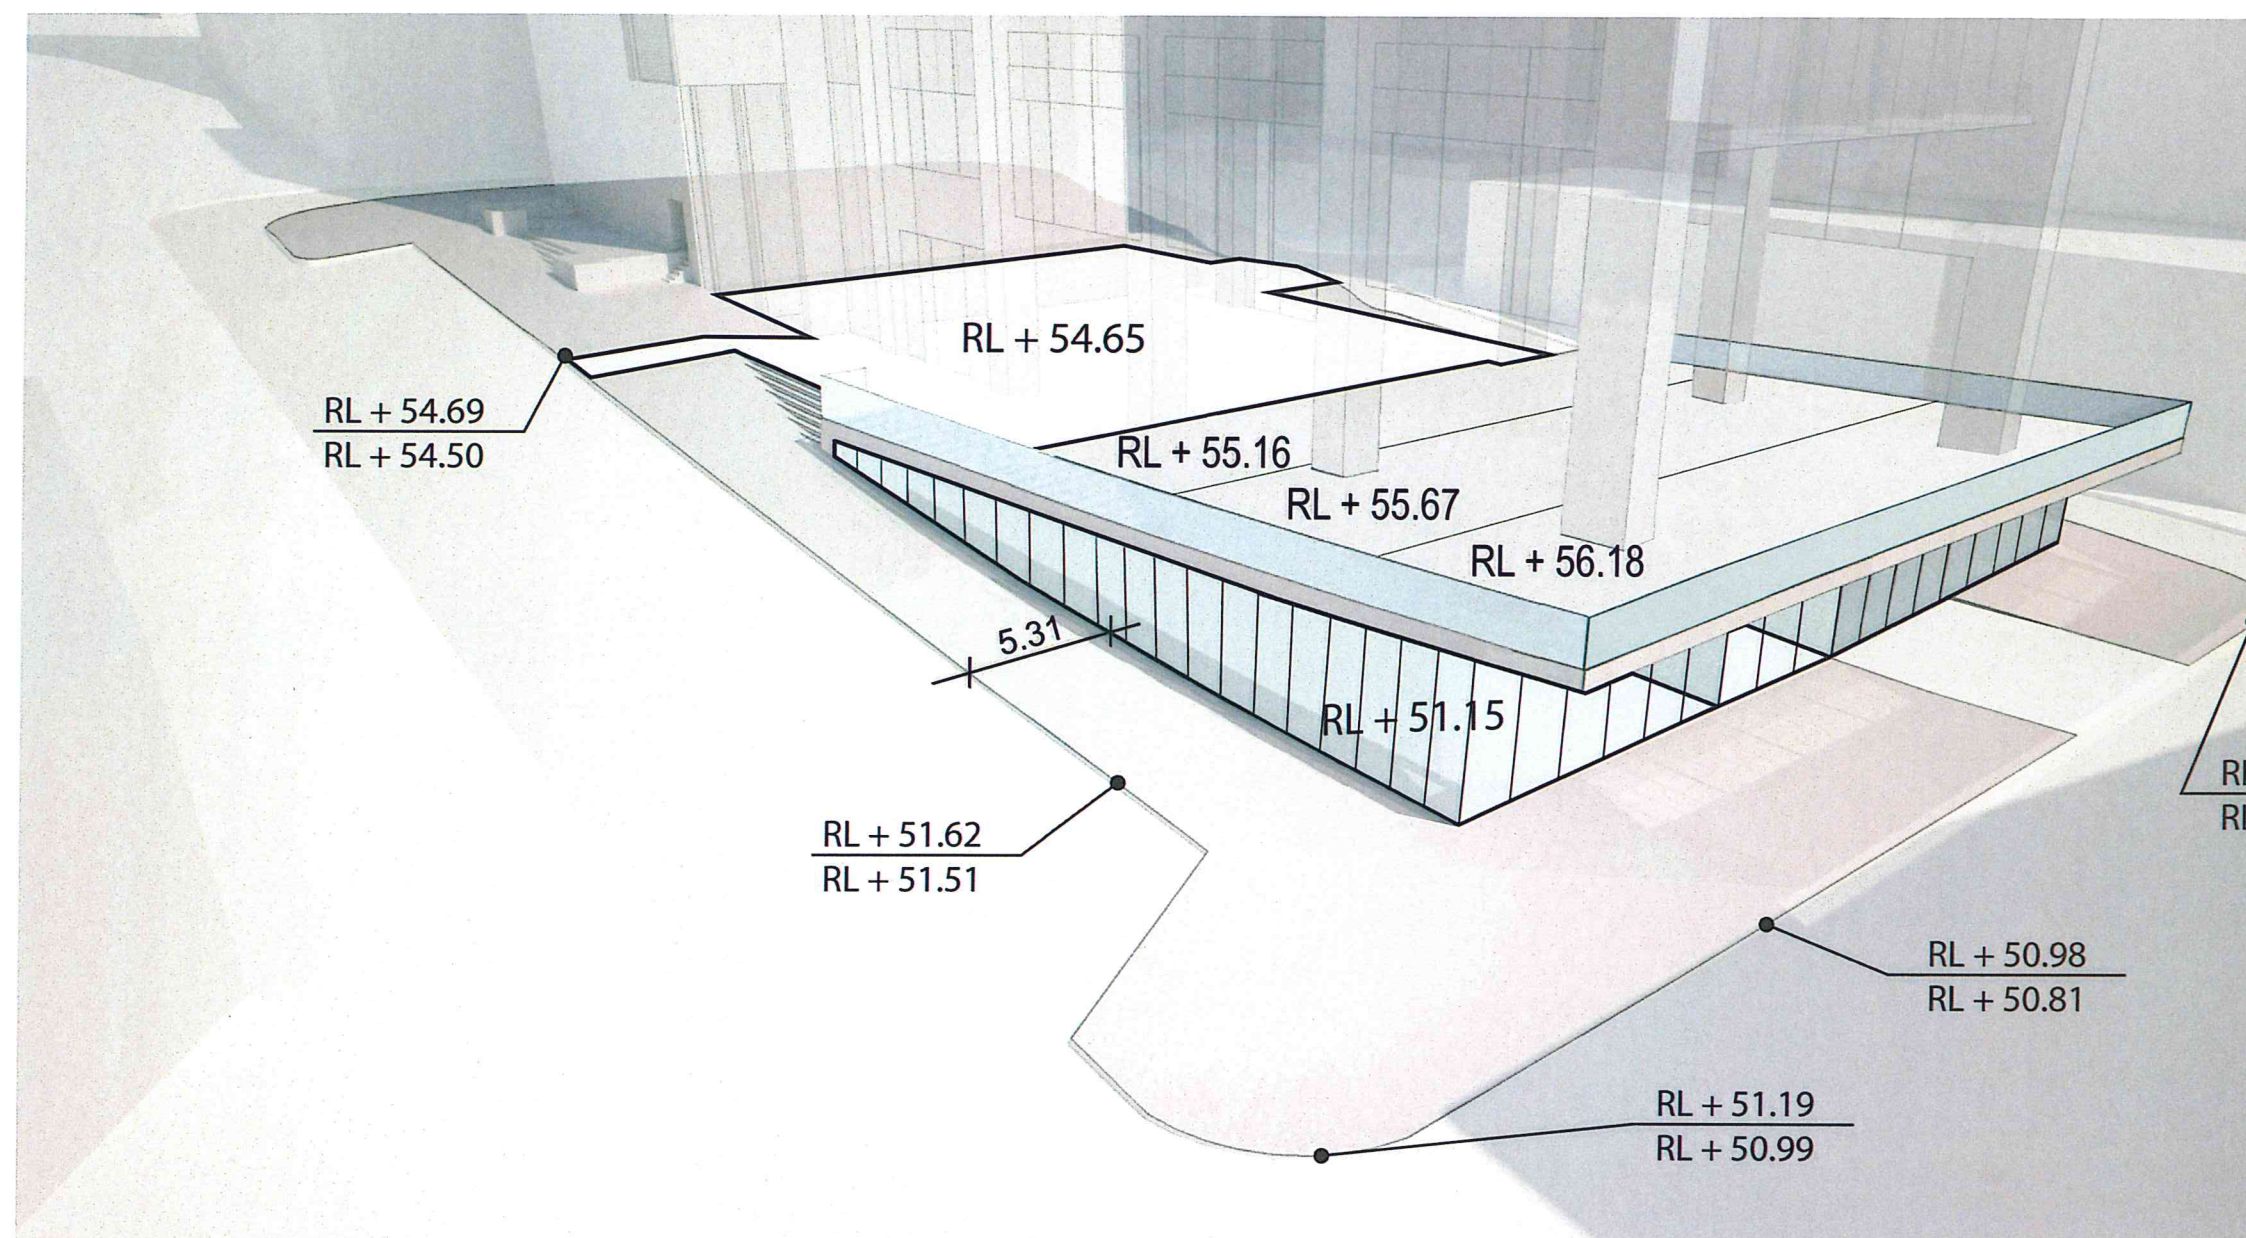 RL + 54.65
RL + 54.69
RL + 54.50
RL + 55.16
RL + 55.67
RL + 56.18
5.31
RL + 51.15
RL + 51.62
RL + 51.51
RL + 50.98
RL + 50.81
RL + 51.19
RL + 50.99